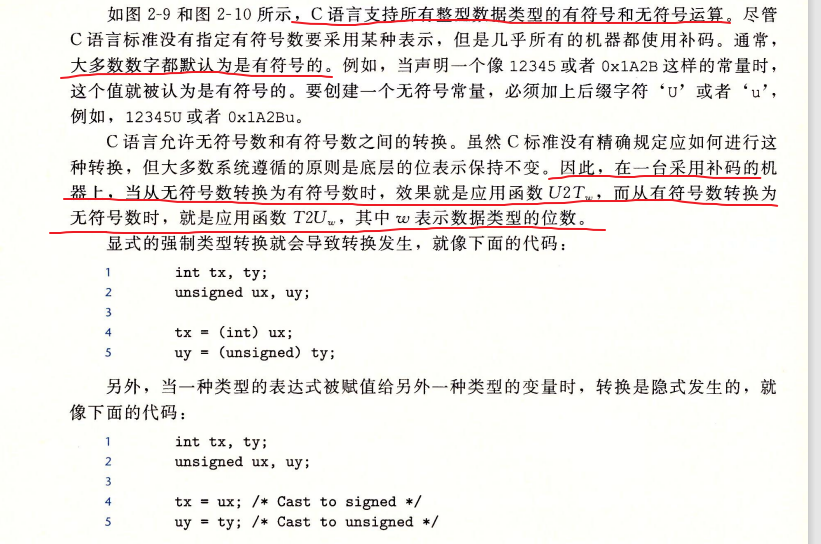 如图 2-9 和图 2-10 所示，C 语言支持所有整型数据类型的有符号和无符号运算。尽管
C 语言标准没有指定有符号数要采用某种表示，但是几乎所有的机器都使用补码。通常，
大多数数字都默认为是有符号的。例如，当声明一个像 12345 或者 0x1A2B 这样的常量时，
这个值就被认为是有符号的。要创建一个无符号常量，必须加上后缀字符‘U’或者‘u’，
例如，12345U 或者 0x1A2Bu。
C 语言允许无符号数和有符号数之间的转换。虽然 C 标准没有精确规定应如何进行这
种转换，但大多数系统遵循的原则是底层的位表示保持不变。因此，在一台采用补码的机
器上，当从无符号数转换为有符号数时，效果就是应用函数 U2Tw，而从有符号数转换为
无符号数时，就是应用函数 T2Uw，其中 w 表示数据类型的位数。
显式的强制类型转换就会导致转换发生，就像下面的代码：
1 int tx, ty;
2 unsigned ux, uy;
3
4 tx = (int) ux;
5 uy = (unsigned) ty;
另外，当一种类型的表达式被赋值给另外一种类型的变量时，转换是隐式发生的，就
像下面的代码：
1 int tx, ty;
2 unsigned ux, uy;
3
4 tx = ux; /* Cast to signed */
5 uy = ty; /* Cast to unsigned */